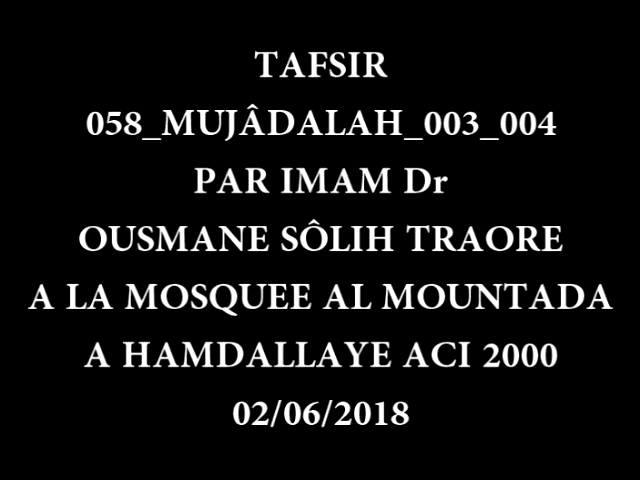 TAFSIR
058_MUJÂDALAH_003_004
PAR IMAM Dr
OUSMANE SÔLIH TRAORE
A LA MOSQUEE AL MOUNTADA
A HAMDALLAYE ACI 2000
02/06/2018